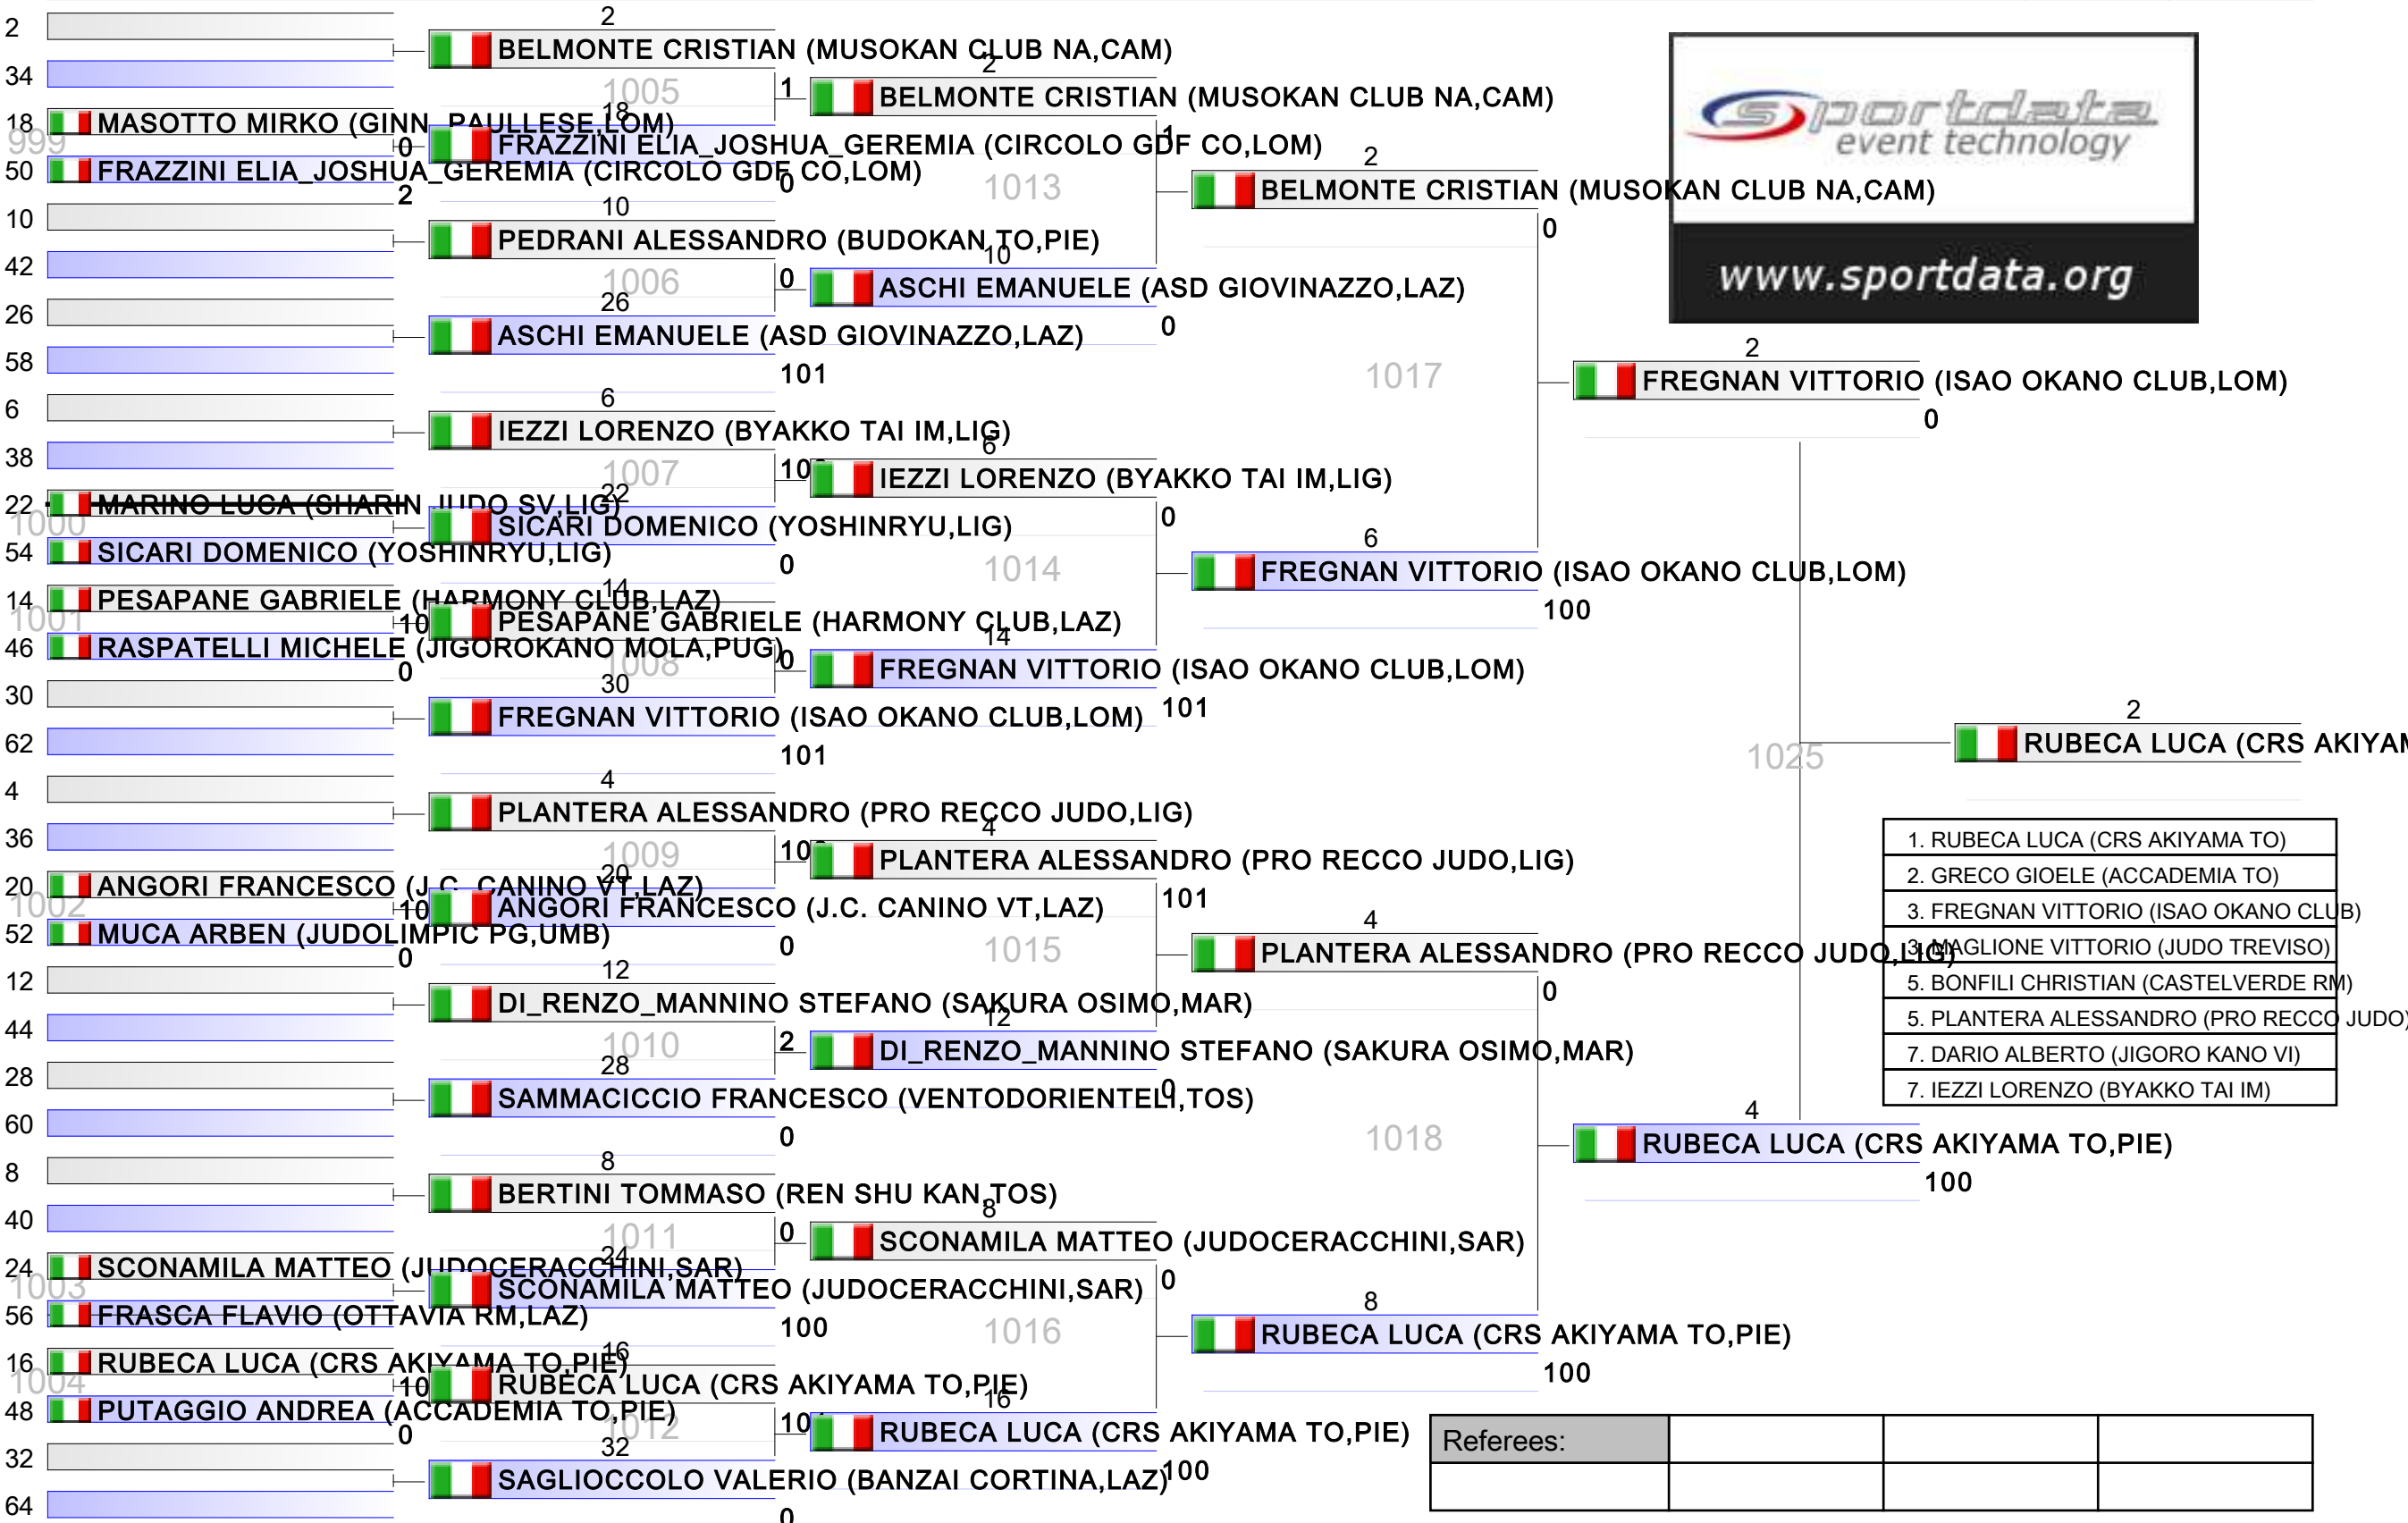 2
34
18 MASOTTO MIRKO (GINN. PAULLESE,LOM)
999
0
50 FRAZZINI ELIA_JOSHUA_GEREMIA (CIRCOLO GDF CO,LOM)
2
10
42
26
58
6
38
22 MARINO LUCA (SHARIN JUDO SV,LIG)
1000
54 SICARI DOMENICO (YOSHINRYU,LIG)
14 PESAPANE GABRIELE (HARMONY CLUB,LAZ)
1001
46 RASPATELLI MICHELE (JIGOROKANO MOLA,PUG)
0
30
62
4
36
20 ANGORI FRANCESCO (J.C. CANINO VT,LAZ)
1002
52 MUCA ARBEN (JUDOLIMPIC PG,UMB)
0
12
44
28
60
8
40
24 SCONAMILA MATTEO (JUDOCERACCHINI,SAR)
1003
56 FRASCA FLAVIO (OTTAVIA RM,LAZ)
16 RUBECA LUCA (CRS AKIYAMA TO,PIE)
1004
48 PUTAGGIO ANDREA (ACCADEMIA TO,PIE)
0
32
64
2
BELMONTE CRISTIAN (MUSOKAN CLUB NA,CAM)
1005
1
18
FRAZZINI ELIA_JOSHUA_GEREMIA (CIRCOLO GDF CO,LOM)
0
10
PEDRANI ALESSANDRO (BUDOKAN TO,PIE)
1006
0
26
ASCHI EMANUELE (ASD GIOVINAZZO,LAZ)
101
6
IEZZI LORENZO (BYAKKO TAI IM,LIG)
1007
22
SICARI DOMENICO (YOSHINRYU,LIG)
0
14
PESAPANE GABRIELE (HARMONY CLUB,LAZ)
1008
0
30
FREGNAN VITTORIO (ISAO OKANO CLUB,LOM)
101
4
PLANTERA ALESSANDRO (PRO RECCO JUDO,LIG)
1009
20
ANGORI FRANCESCO (J.C. CANINO VT,LAZ)
0
12
DI_RENZO_MANNINO STEFANO (SAKURA OSIMO,MAR)
1010
2
28
SAMMACICCIO FRANCESCO (VENTODORIENTELI,TOS)
0
8
BERTINI TOMMASO (REN SHU KAN,TOS)
1011
0
24
SCONAMILA MATTEO (JUDOCERACCHINI,SAR)
100
16
RUBECA LUCA (CRS AKIYAMA TO,PIE)
1012
32
SAGLIOCCOLO VALERIO (BANZAI CORTINA,LAZ)
0
2
BELMONTE CRISTIAN (MUSOKAN CLUB NA,CAM)
1
1013
10
ASCHI EMANUELE (ASD GIOVINAZZO,LAZ)
0
6
IEZZI LORENZO (BYAKKO TAI IM,LIG)
0
1014
14
FREGNAN VITTORIO (ISAO OKANO CLUB,LOM)
101
4
PLANTERA ALESSANDRO (PRO RECCO JUDO,LIG)
101
1015
12
DI_RENZO_MANNINO STEFANO (SAKURA OSIMO,MAR)
0
8
SCONAMILA MATTEO (JUDOCERACCHINI,SAR)
0
1016
16
RUBECA LUCA (CRS AKIYAMA TO,PIE)
100
2
BELMONTE CRISTIAN (MUSOKAN CLUB NA,CAM)
0
1017
6
FREGNAN VITTORIO (ISAO OKANO CLUB,LOM)
100
4
PLANTERA ALESSANDRO (PRO RECCO JUDO,LIG)
0
1018
8
RUBECA LUCA (CRS AKIYAMA TO,PIE)
100
sportdata
event technology
www.sportdata.org
2
FREGNAN VITTORIO (ISAO OKANO CLUB,LOM)
0
1025
4
RUBECA LUCA (CRS AKIYAMA TO,PIE)
100
2
RUBECA LUCA (CRS
1. RUBECA LUCA (CRS AKIYAMA TO)
2. GRECO GIOELE (ACCADEMIA TO)
3. FREGNAN VITTORIO (ISAO OKANO CLUB)
3. MAGLIONE VITTORIO (JUDO TREVISO)
5. BONFILI CHRISTIAN (CASTELVERDE RM)
5. PLANTERA ALESSANDRO (PRO RECCO JUDO)
7. DARIO ALBERTO (JIGORO KANO VI)
7. IEZZI LORENZO (BYAKKO TAI IM)
Referees: